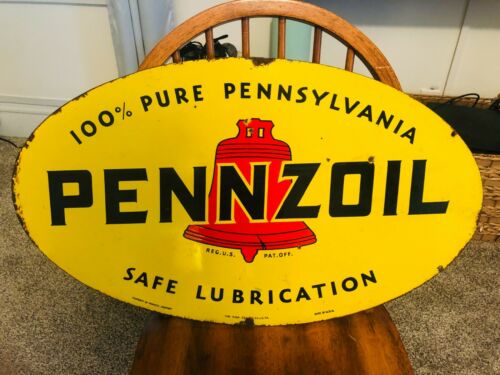 100% PURE PENNSYLVANIA
PENNZOIL
REG. U.S. PAT. OFF.
SAFE LUBRICATION